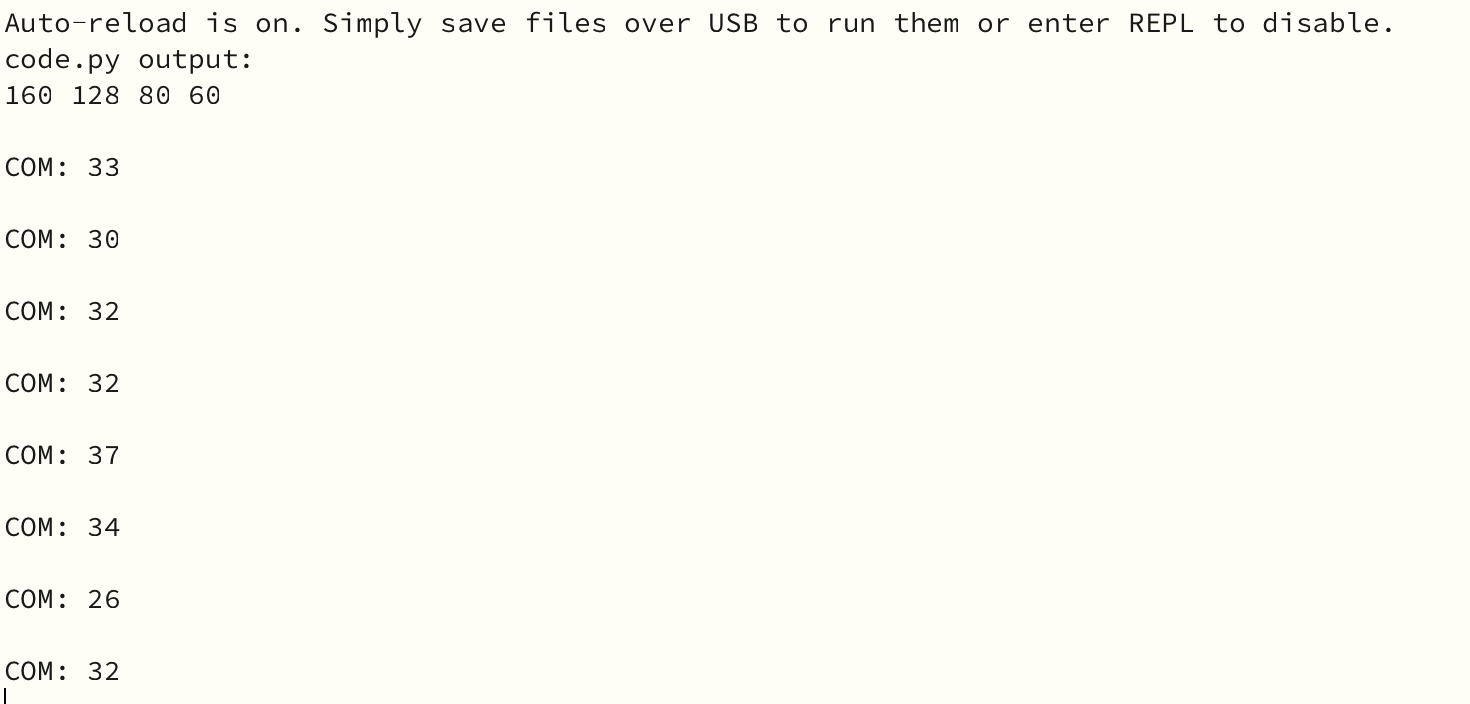 Auto-reload is on. Simply save files over USB to run them or enter REPL to disable.
code.py output:
160 128 80 60
COM: 33
COM: 30
COM: 32
COM: 32
COM: 37
COM: 34
COM: 26
COM: 32